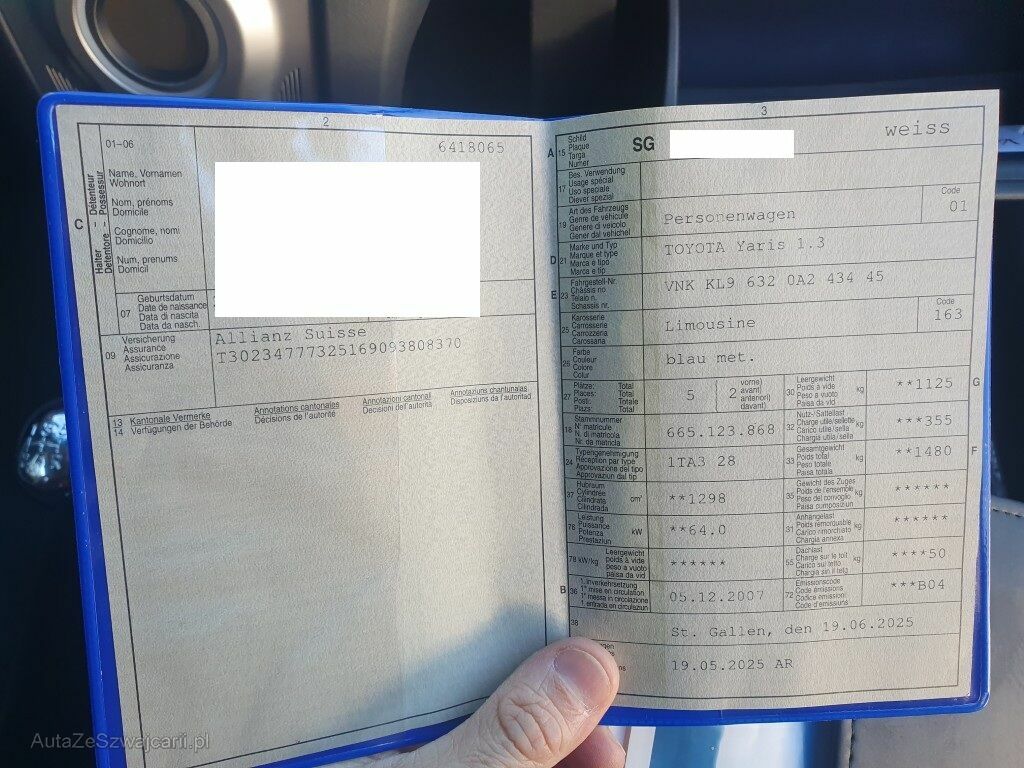 2
01-06
6418065
Halter Détenteur
Detentore Possessur
C
Name, Vornamen
Wohnort
Nom, prénoms
Domicile
Cognome, nomi
Domicilio
Num, prenums
Domicil
07
Geburtsdatum
Date de naissance
Data di nascita
Data da nasch.
09
Versicherung
Assurance
Assicurazione
Assicuranza
Allianz Suisse
T30234777325169093808370
13 Kantonale Vermerke
14 Verfügungen der Behörde
Annotations cantonales
Décisions de l'autorité
Annotazioni cantonali
Decisioni dell'autorità
Annotaziuns chantunalas
Disposiziuns da l'autoritad
3
A 15
Schild
Plaque
Targa
Numer
SG
weiss
17
Bes. Verwendung
Usage spécial
Uso speciale
Diever spezial
19
Art des Fahrzeugs
Genre de véhicule
Genere di veicolo
Gener dal vehichel
Personenwagen
Code
01
D 21
Marke und Typ
Marque et type
Marca e tipo
Marca e tip
TOYOTA Yaris 1.3
E 23
Fahrgestell-Nr.
Châssis no
Telaio n.
Schassis nr.
VNK KL9 632 0A2 434 45
25
Karosserie
Carrosserie
Carrozzeria
Carossaria
Limousine
Code
163
26
Farbe
Couleur
Colore
Colur
blau met.
27
Plätze: Total
Places: Total
Posti: Totale
Plazs: Total
5
2
vorne)
avant)
anteriori)
davant)
30
Leergewicht
Poids à vide
Peso a vuoto
Paisa da vid
kg
**1125
G
18
Stammnummer
N° matricule
N. di matricola
Nr. da matricla
665.123.868
32
Nutz-/Sattellast
Charge utile/sellette
Carico utile/sella
Chargia utila/sella
kg
***355
24
Typengenehmigung
Réception par type
Approvazione del tipo
Approvaziun dal tip
1TA3 28
33
Gesamtgewicht
Poids total
Peso totale
Paisa totala
kg
**1480
F
37
Hubraum
Cylindrée
Cilindrata
Cilindrada
cm³
**1298
35
Gewicht des Zuges
Poids de l'ensemble
Peso del convoglio
Paisa cumposiziun
kg
******
76
Leistung
Puissance
Potenza
Prestaziun
kW
**64.0
31
Anhängelast
Poids remorquable
Carico rimorchiato
Chargia annexa
kg
******
78 kW/kg
Leergewicht
poids à vide
peso a vuoto
paisa da vid
******
55
Dachlast
Charge sur le toit
Carico sul tetto
Chargia sin il tetg
kg
****50
B 36
1. Inverkehrsetzung
1re mise en circulation
1a messa in circolazione
1. entrada en circulaziun
05.12.2007
72
Emissionscode
Code émissions
Codice emissioni
Code d'emissiuns
***B04
38
St. Gallen, den 19.06.2025
19.05.2025 AR
AutaZeSzwajcarii.pl